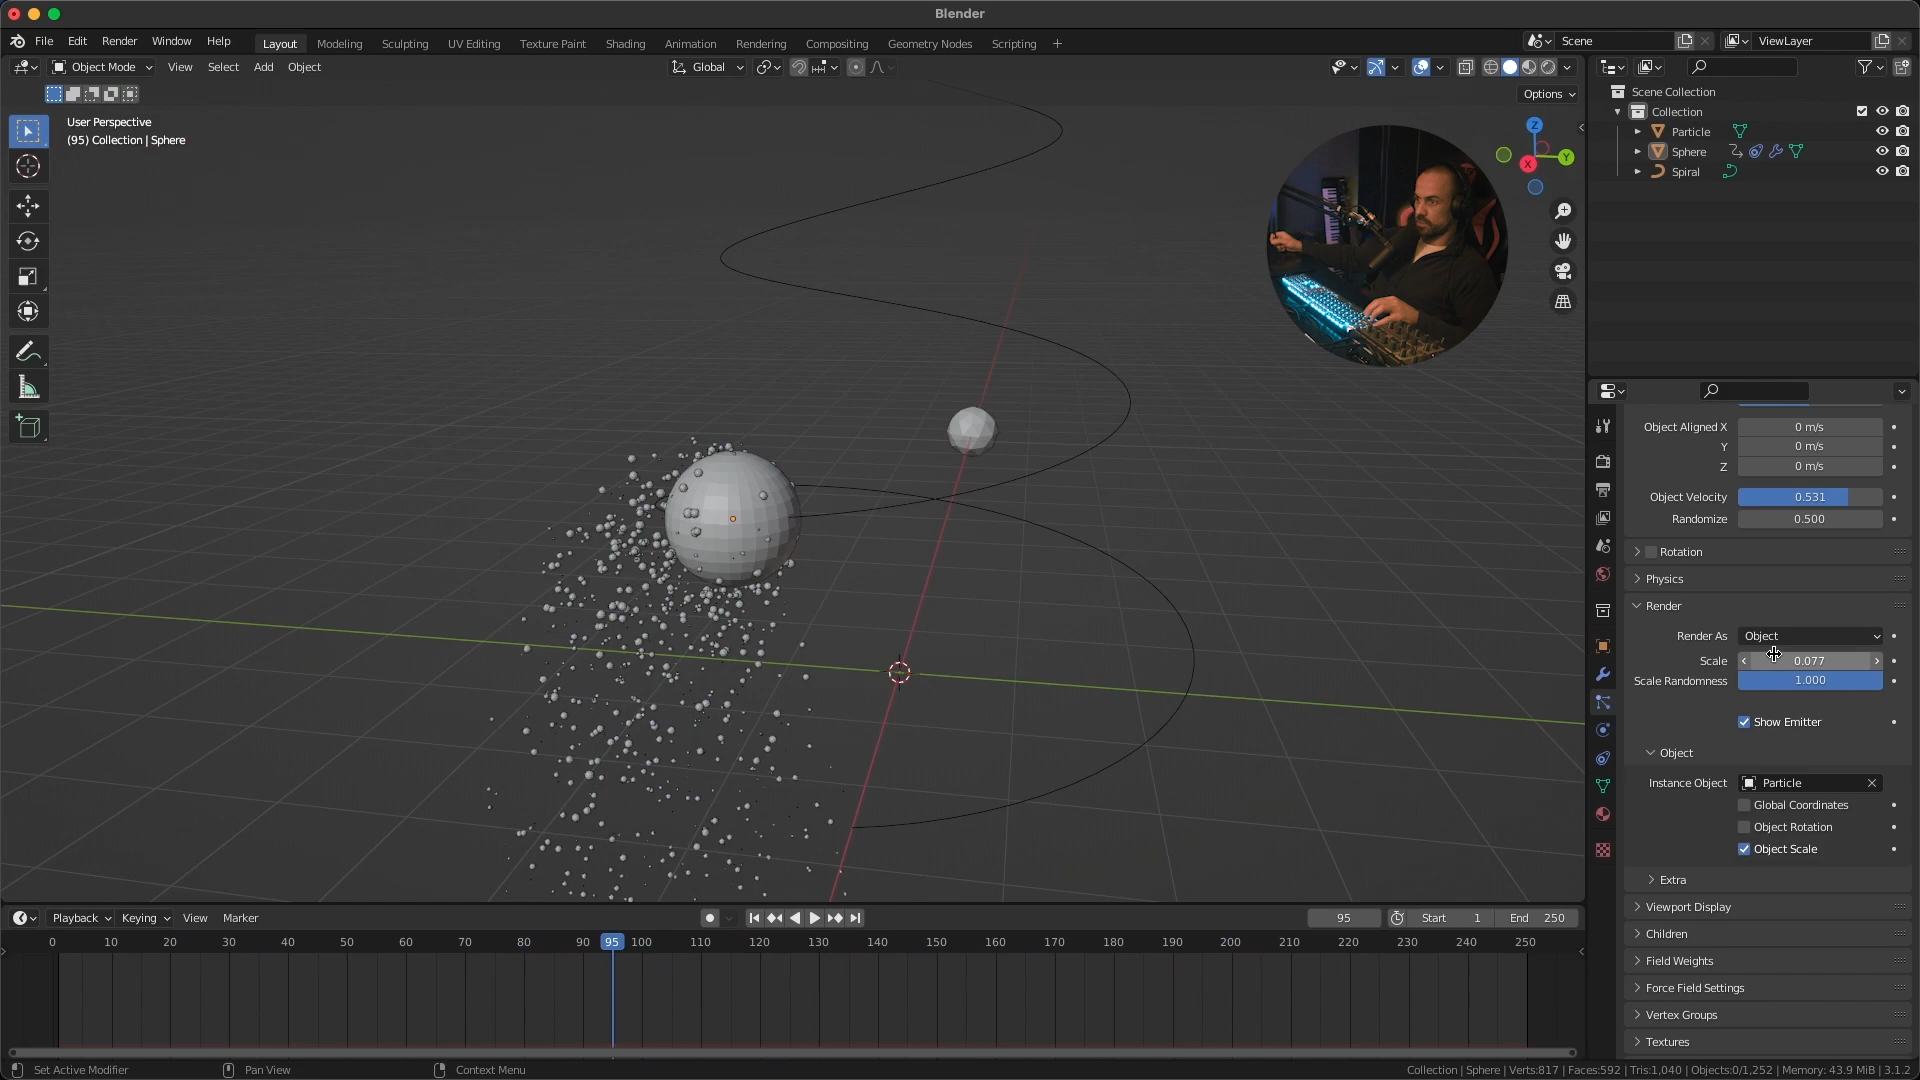 Blender
File Edit Render Window Help
Layout Modeling Sculpting UV Editing Texture Paint Shading Animation Rendering Compositing Geometry Nodes Scripting +
Scene
ViewLayer
Object Mode View Select Add Object
Global
Options
User Perspective
(95) Collection | Sphere
Z
Y
X
Scene Collection
Collection
Particle
Sphere
Spiral
Object Aligned X 0 m/s
Y 0 m/s
Z 0 m/s
Object Velocity 0.531
Randomize 0.500
Rotation
Physics
Render
Render As Object
Scale 0.077
Scale Randomness 1.000
Show Emitter
Object
Instance Object Particle
Global Coordinates
Object Rotation
Object Scale
Extra
Viewport Display
Children
Field Weights
Force Field Settings
Vertex Groups
Textures
Playback Keying View Marker
95 Start 1 End 250
0 10 20 30 40 50 60 70 80 90 95 100 110 120 130 140 150 160 170 180 190 200 210 220 230 240 250
Set Active Modifier Pan View Context Menu
Collection | Sphere | Verts:817 | Faces:592 | Tris:1,040 | Objects:0/1,252 | Memory: 43.9 MiB | 3.1.2